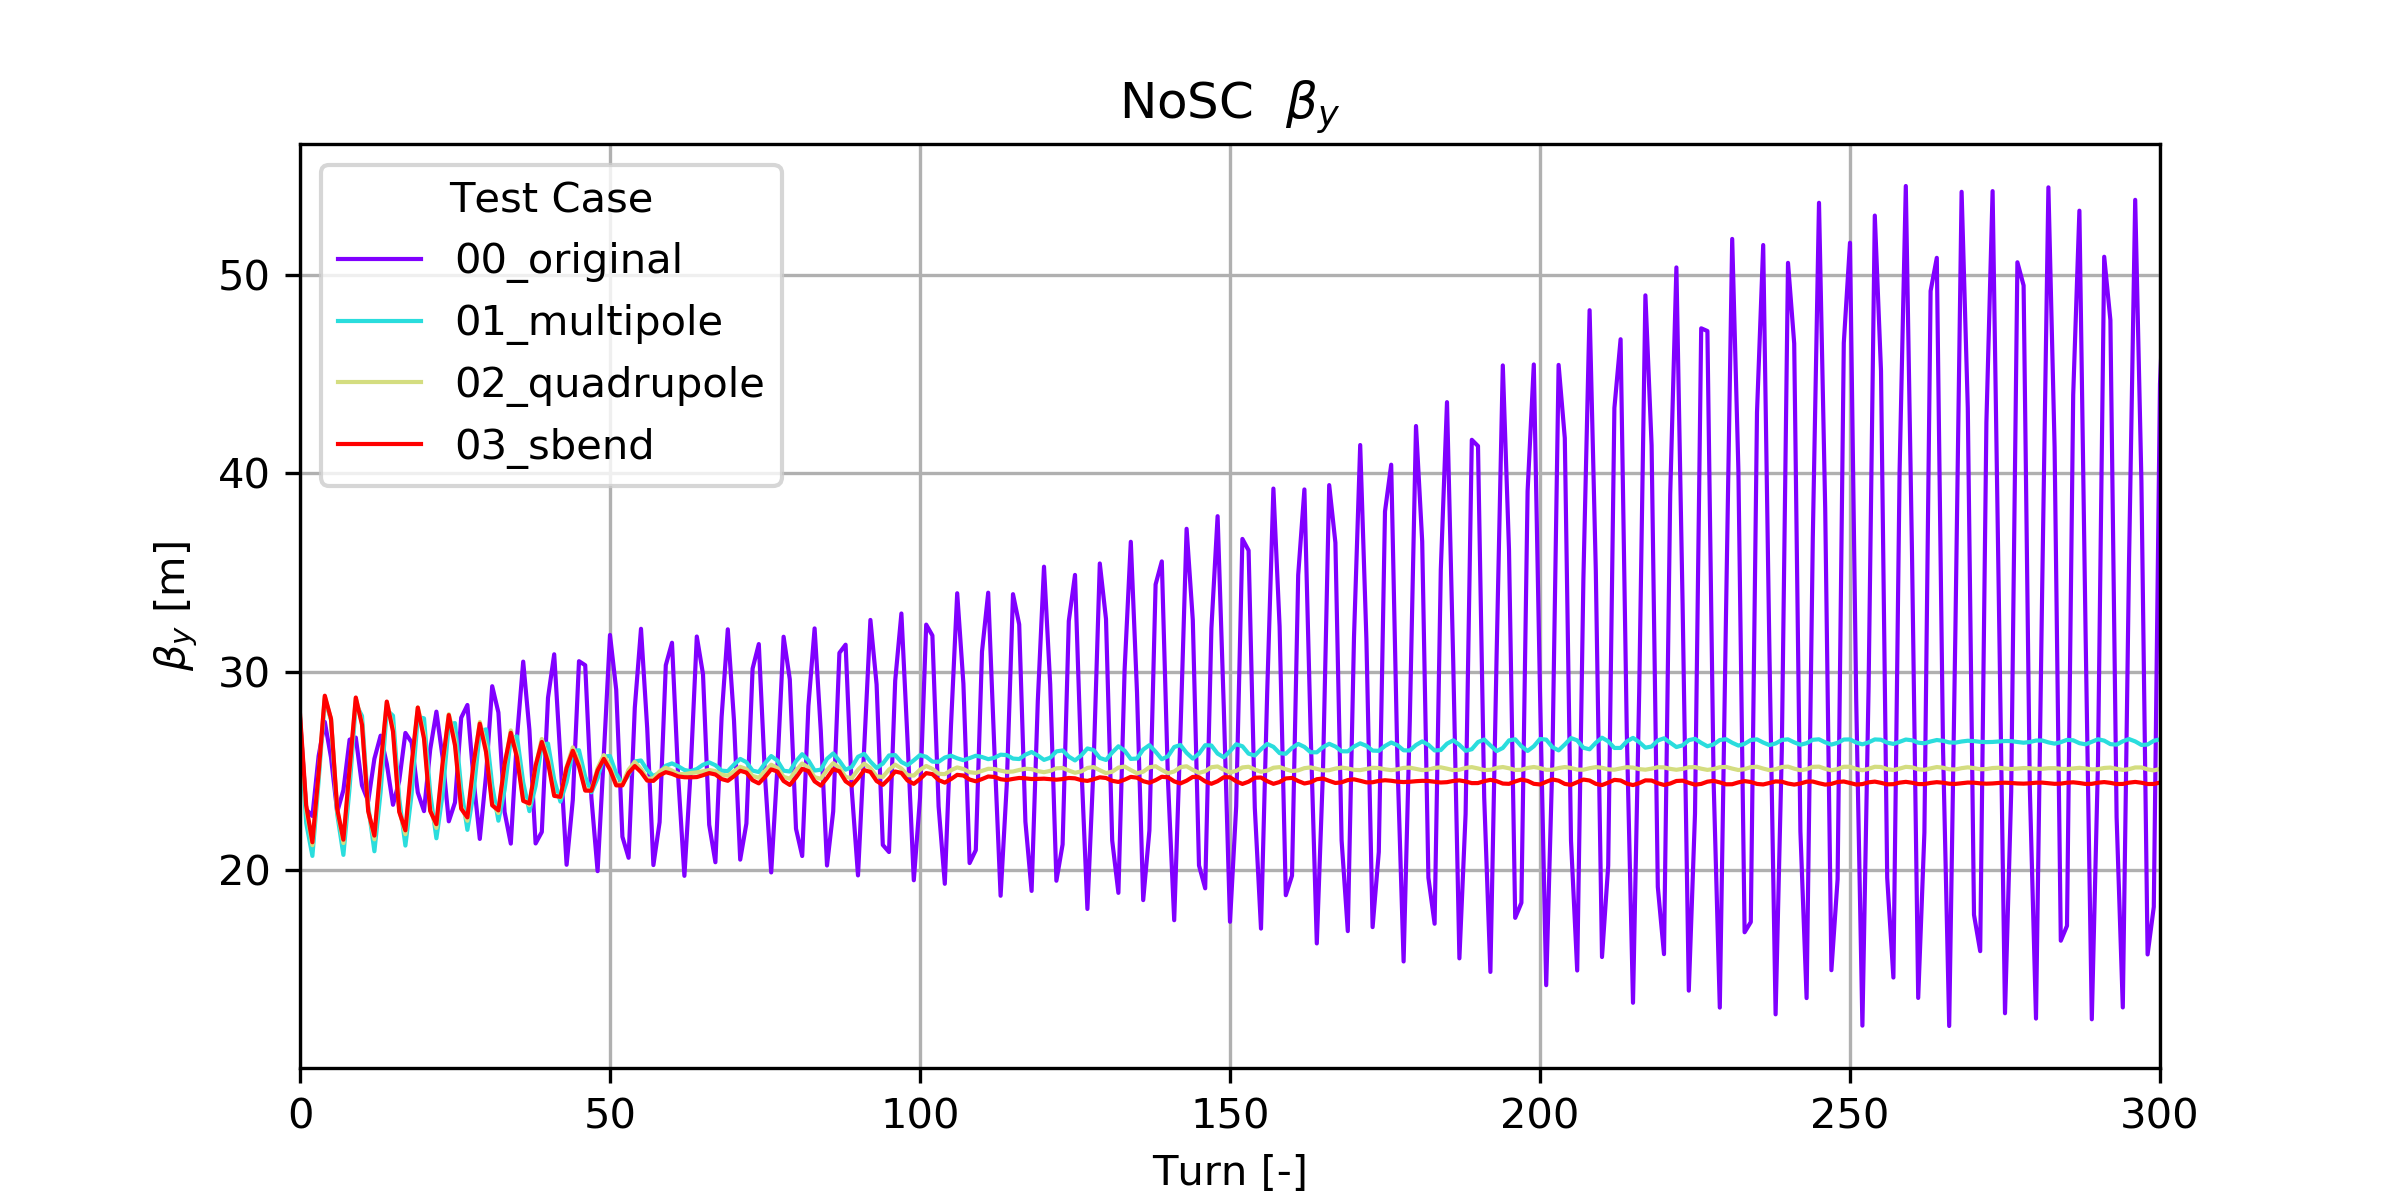 NoSC βy
Test Case
00_original
01_multipole
02_quadrupole
03_sbend
50
40
30
20
βy [m]
0 50 100 150 200 250 300
Turn [-]